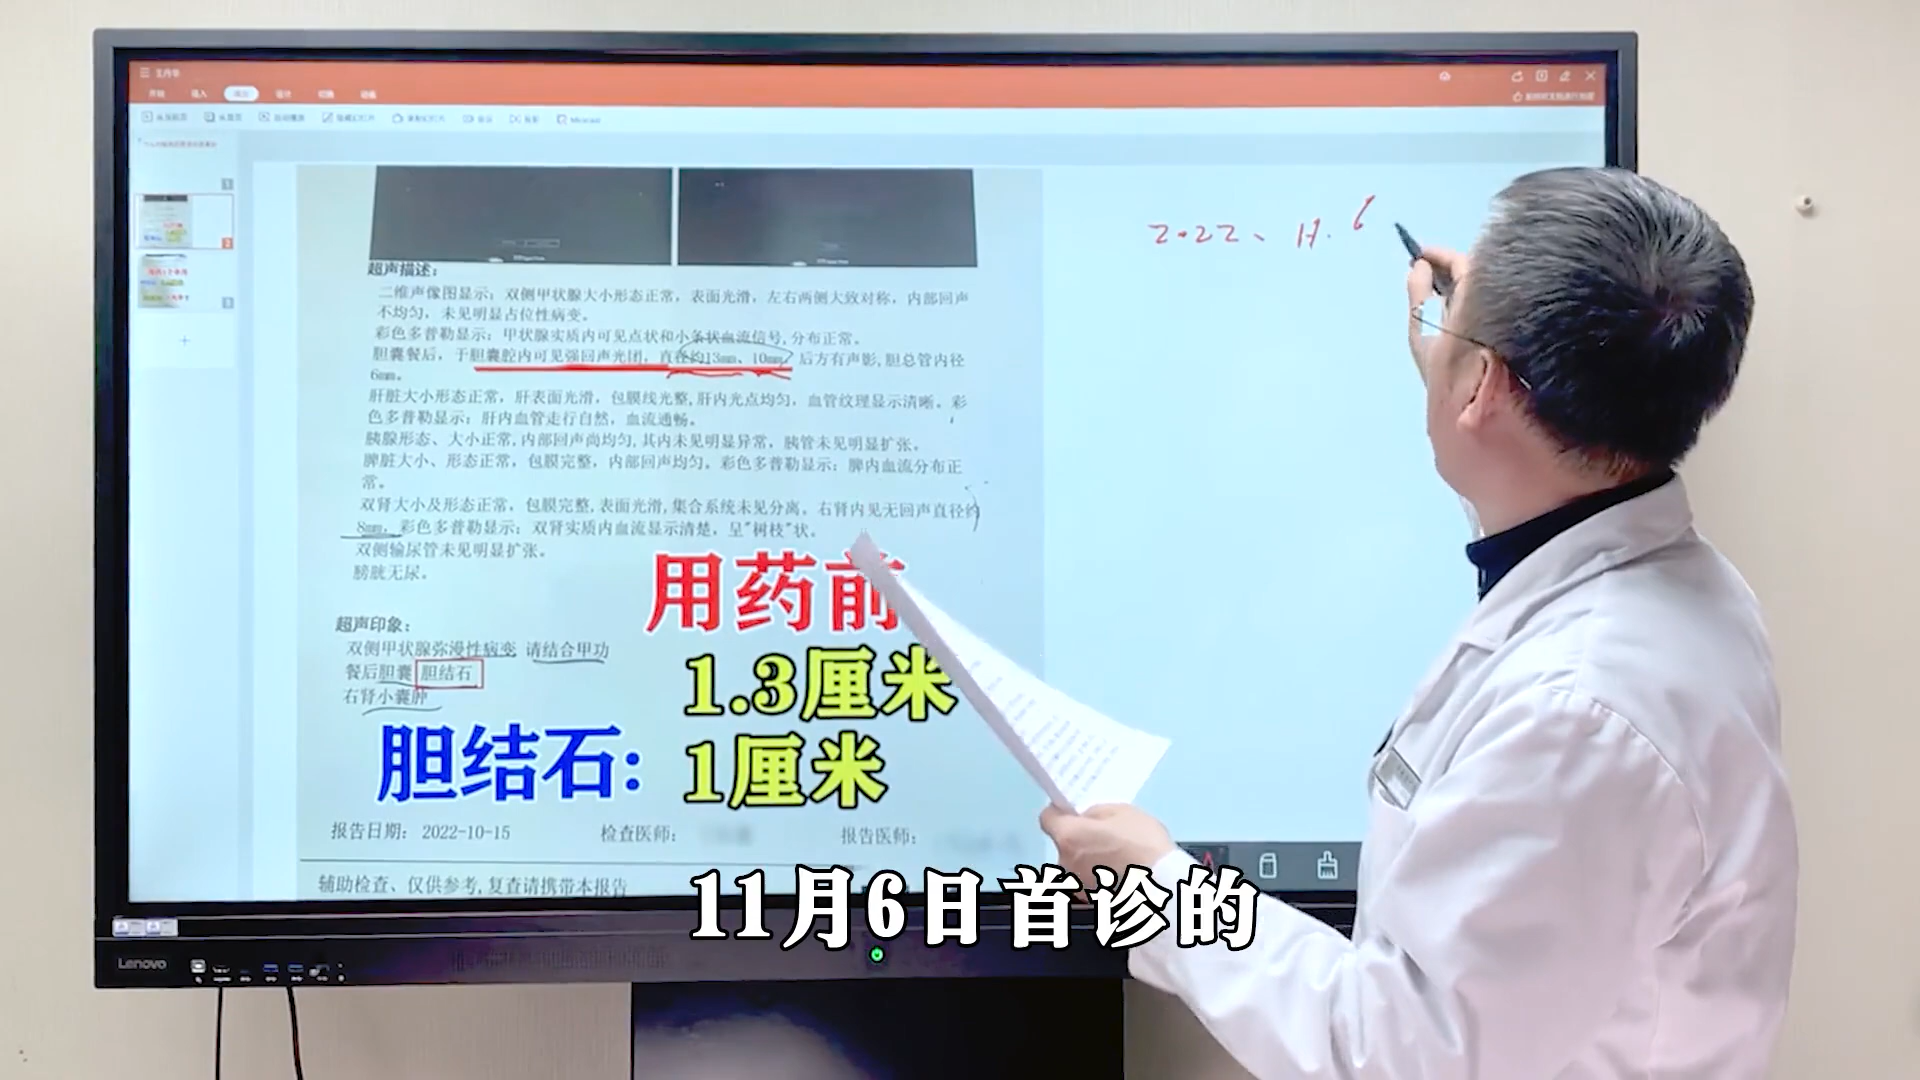 王丹华
开始 插入 演示 设计 切换 动画
2022、11.6
超声描述：
二维声像图显示：双侧甲状腺大小形态正常，表面光滑，左右两侧大致对称，内部回声
不均匀，未见明显占位性病变。
彩色多普勒显示：甲状腺实质内可见点状和小条状血流信号,分布正常。
胆囊餐后，于胆囊腔内可见强回声光团，直径约13mm、10mm，后方有声影,胆总管内径
6mm。
肝脏大小形态正常，肝表面光滑，包膜线光整,肝内光点均匀，血管纹理显示清晰。彩
色多普勒显示：肝内血管走行自然，血流通畅。
胰腺形态、大小正常,内部回声尚均匀,其内未见明显异常，胰管未见明显扩张。
脾脏大小、形态正常，包膜完整，内部回声均匀。彩色多普勒显示：脾内血流分布正
常。
双肾大小及形态正常，包膜完整,表面光滑,集合系统未见分离。右肾内见无回声直径约
8mm，彩色多普勒显示：双肾实质内血流显示清楚，呈"树枝"状。
双侧输尿管未见明显扩张。
膀胱无尿。
用药前
超声印象：
双侧甲状腺弥漫性病变 请结合甲功
餐后胆囊 胆结石
右肾小囊肿
1.3厘米
胆结石：
1厘米
报告日期： 2022-10-15 检查医师： 报告医师：
辅助检查、仅供参考,复查请携带本报告
11月6日首诊的
Lenovo